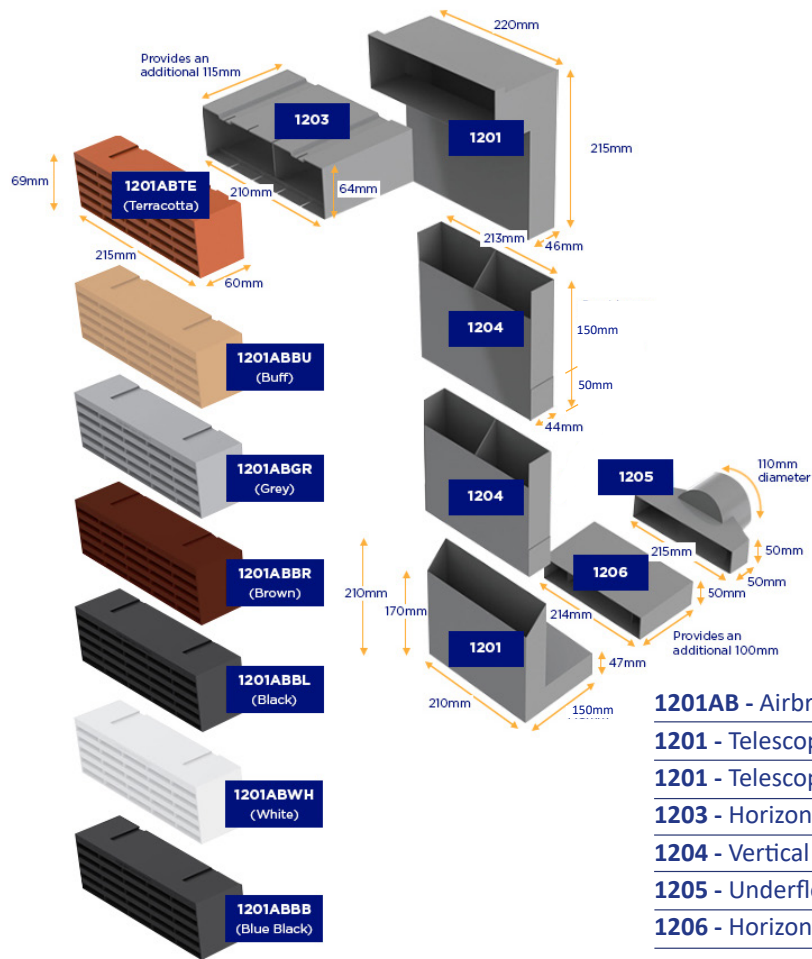 220mm
Provides an
additional 115mm
1203
1201
215mm
69mm
1201ABTE
(Terracotta)
210mm
64mm
215mm
60mm
213mm
46mm
1201ABBU
(Buff)
1204
150mm
50mm
44mm
1201ABGR
(Grey)
1204
1205
110mm
diameter
215mm
50mm
50mm
1201ABBR
(Brown)
210mm
170mm
1206
214mm
50mm
Provides an
additional 100mm
1201
47mm
210mm
150mm
1201ABBL
(Black)
1201ABWH
(White)
1201ABBB
(Blue Black)
1201AB - Airbr
1201 - Telescop
1201 - Telescop
1203 - Horizon
1204 - Vertical
1205 - Underfl
1206 - Horizon